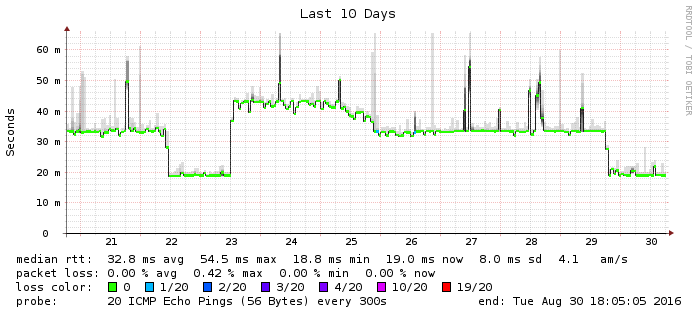 Last 10 Days
RRDTOOL / TOBI OETIKER
Seconds
60 m
50 m
40 m
30 m
20 m
10 m
0
21 22 23 24 25 26 27 28 29 30
median rtt: 32.8 ms avg 54.5 ms max 18.8 ms min 19.0 ms now 8.0 ms sd 4.1 am/s
packet loss: 0.00 % avg 0.42 % max 0.00 % min 0.00 % now
loss color: 0 1/20 2/20 3/20 4/20 10/20 19/20
probe: 20 ICMP Echo Pings (56 Bytes) every 300s end: Tue Aug 30 18:05:05 2016